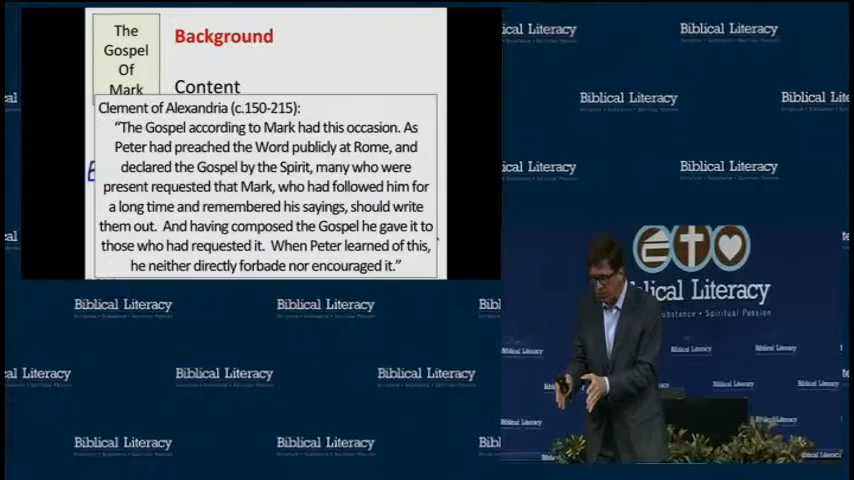 The
Gospel
Of
Mark
Background
Content
Clement of Alexandria (c.150-215):
“The Gospel according to Mark had this occasion. As
Peter had preached the Word publicly at Rome, and
declared the Gospel by the Spirit, many who were
present requested that Mark, who had followed him for
a long time and remembered his sayings, should write
them out. And having composed the Gospel he gave it to
those who had requested it. When Peter learned of this,
he neither directly forbade nor encouraged it.”
Biblical Literacy
Biblical Literacy
Biblical Literacy
Biblical Literacy
Biblical Literacy
Biblical Literacy
Substance • Spiritual Passion
Biblical Literacy
Biblical Literacy
Biblical Literacy
Biblical Literacy
Biblical Literacy
Biblical Literacy
Biblical Literacy